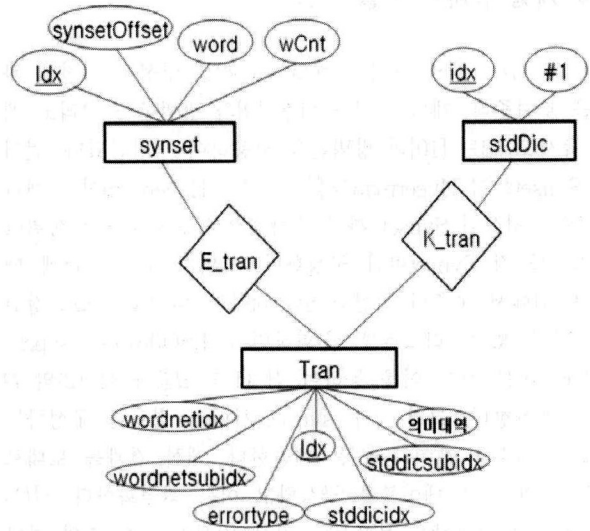 synsetOffset
word
wCnt
Idx
idx
#1
synset
stdDic
E_tran
K_tran
Tran
wordnetidx
Idx
의미대역
wordnetsubidx
stddicsubidx
errortype
stddicidx